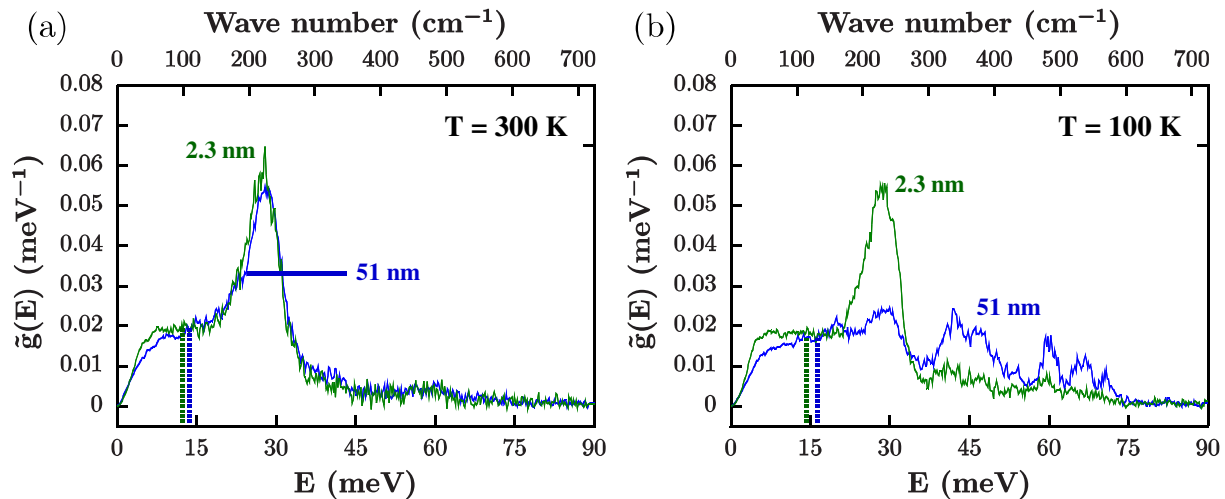 (a)
Wave number (cm⁻¹)
0 100 200 300 400 500 600 700
0.08
0.07
0.06
0.05
0.04
0.03
0.02
0.01
0
g̃(E) (meV⁻¹)
T = 300 K
2.3 nm
51 nm
0 15 30 45 60 75 90
E (meV)
(b)
Wave number (cm⁻¹)
0 100 200 300 400 500 600 700
0.08
0.07
0.06
0.05
0.04
0.03
0.02
0.01
0
g̃(E) (meV⁻¹)
T = 100 K
2.3 nm
51 nm
0 15 30 45 60 75 90
E (meV)